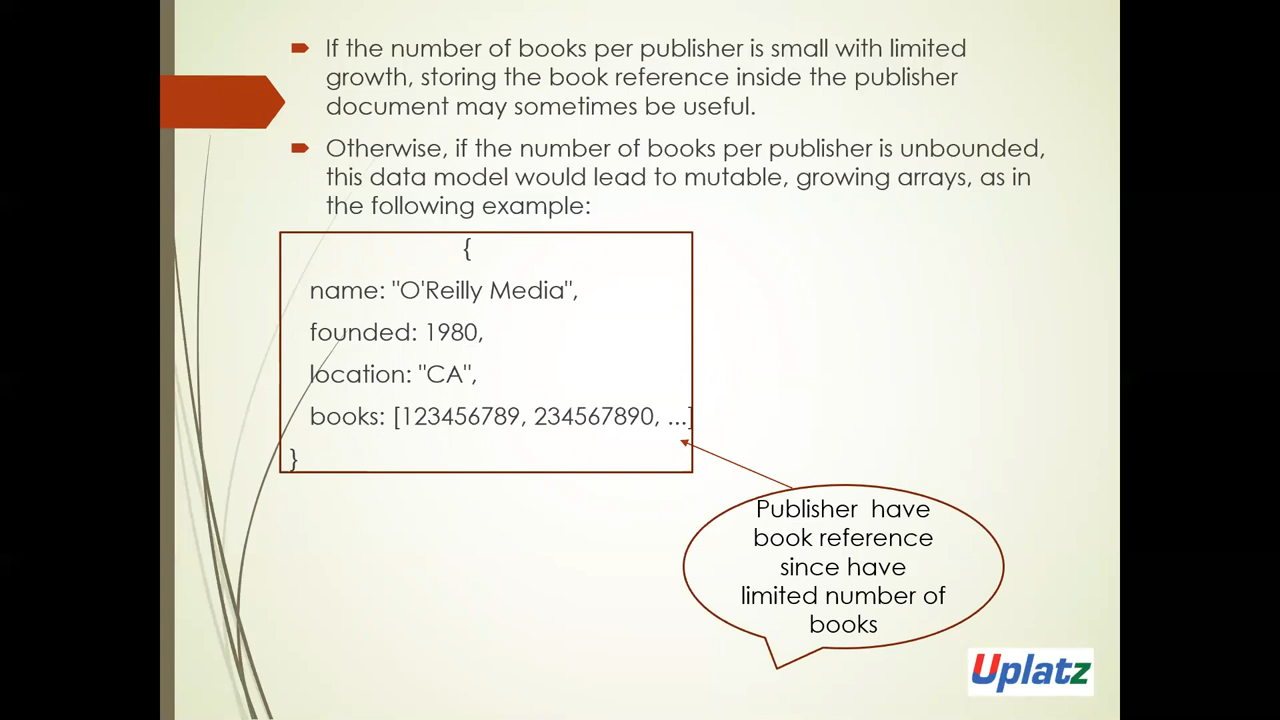 If the number of books per publisher is small with limited
growth, storing the book reference inside the publisher
document may sometimes be useful.
Otherwise, if the number of books per publisher is unbounded,
this data model would lead to mutable, growing arrays, as in
the following example:
{
name: "O'Reilly Media",
founded: 1980,
location: "CA",
books: [123456789, 234567890, ...]
}
Publisher  have
book reference
since have
limited number of
books
Uplatz